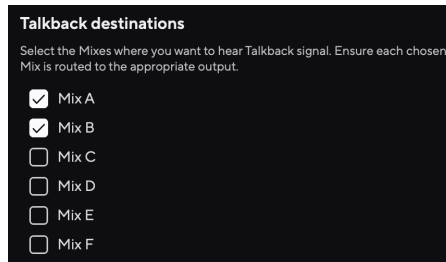 Talkback destinations
Select the Mixes where you want to hear Talkback signal. Ensure each chosen
Mix is routed to the appropriate output.
Mix A
Mix B
Mix C
Mix D
Mix E
Mix F